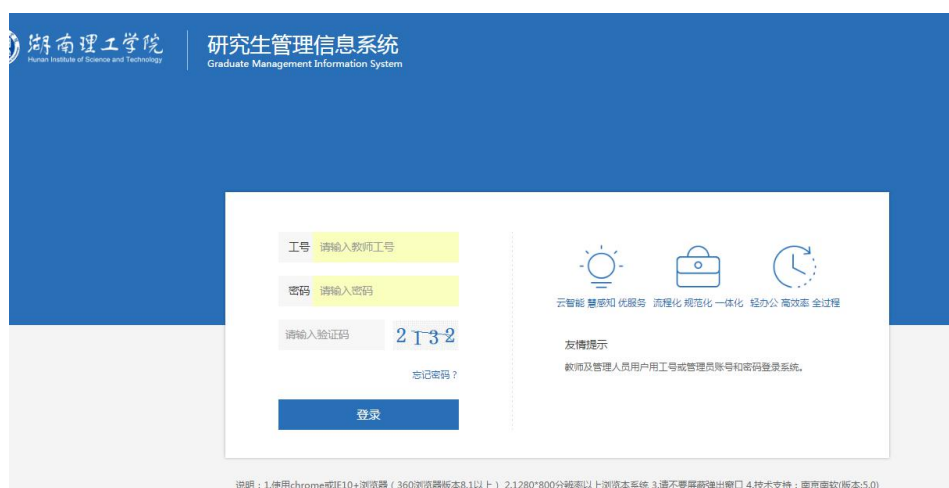 湖南理工学院
Hunan Institute of Science and Technology
研究生管理信息系统
Graduate Management Information System
工号 请输入教师工号
密码 请输入密码
请输入验证码 2132
忘记密码？
登录
云智能 慧感知 优服务 流程化 规范化 一体化 轻办公 高效率 全过程
友情提示
教师及管理人员用户用工号或管理员账号和密码登录系统。
说明：1.使用chrome或IE10+浏览器（360浏览器版本8.1以上）2.1280*800分辨率以上浏览本系统 3.请不要屏蔽弹出窗口 4.技术支持：南京南软(版本:5.0)